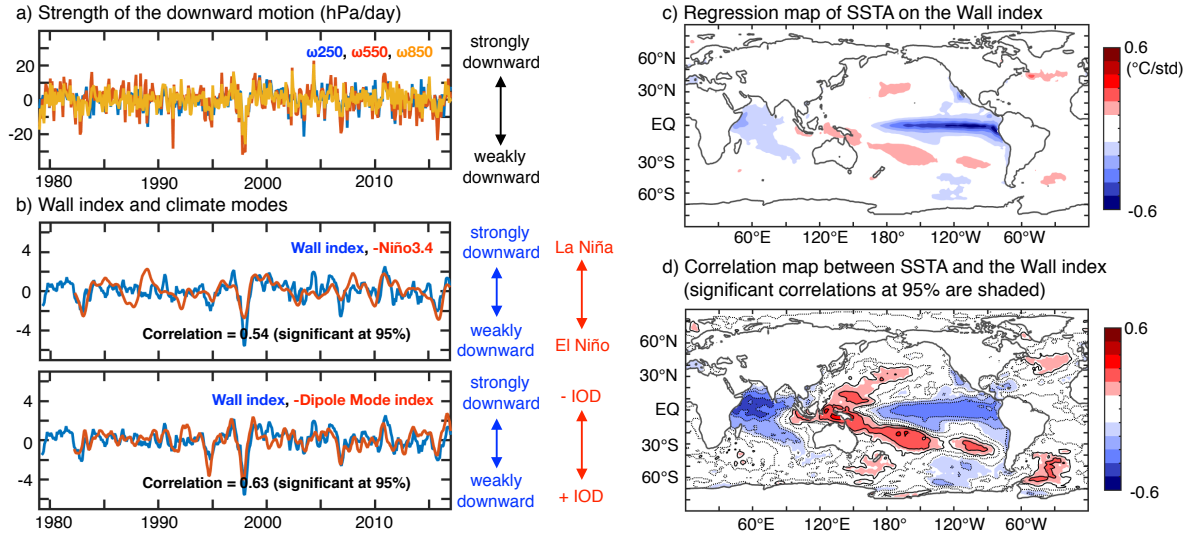 a) Strength of the downward motion (hPa/day)
ω250, ω550, ω850
20
0
-20
1980
1990
2000
2010
strongly
downward
weakly
downward
b) Wall index and climate modes
Wall index, -Niño3.4
4
2
0
-2
-4
Correlation = 0.54 (significant at 95%)
strongly
downward
weakly
downward
La Niña
El Niño
Wall index, -Dipole Mode index
4
2
0
-2
-4
Correlation = 0.63 (significant at 95%)
1980
1990
2000
2010
strongly
downward
weakly
downward
- IOD
+ IOD
c) Regression map of SSTA on the Wall index
60°N
30°N
EQ
30°S
60°S
60°E
120°E
180°
120°W
60°W
0.6
(°C/std)
-0.6
d) Correlation map between SSTA and the Wall index
(significant correlations at 95% are shaded)
60°N
30°N
EQ
30°S
60°S
60°E
120°E
180°
120°W
60°W
0.6
-0.6